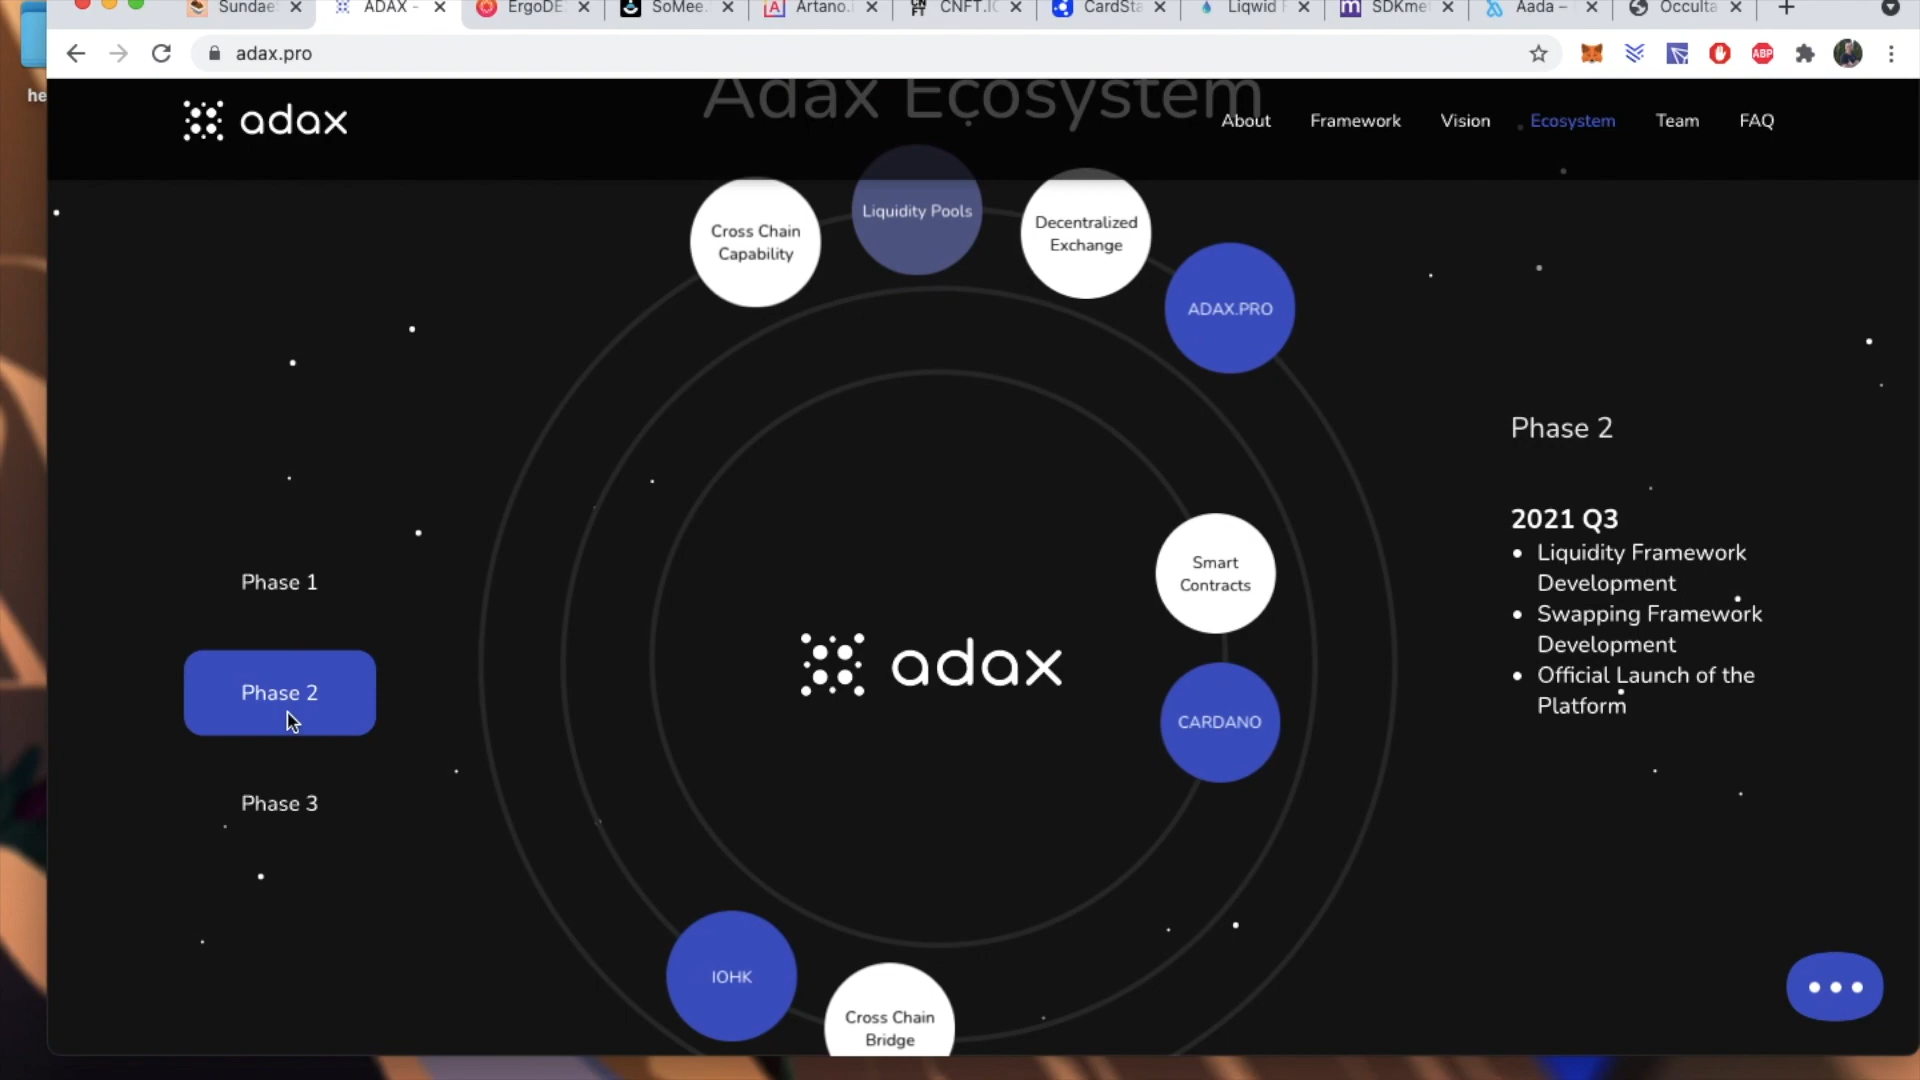 Sundae
ADAX -
ErgoDE
SoMee.
Artano.
CNFT.IO
CardSta
Liqwid
SDKmet
Aada –
Occulta
adax.pro
ABP
he
Adax Ecosystem
adax
About
Framework
Vision
Ecosystem
Team
FAQ
Cross Chain
Capability
Liquidity Pools
Decentralized
Exchange
ADAX.PRO
Phase 2
2021 Q3
• Liquidity Framework
Development
• Swapping Framework
Development
• Official Launch of the
Platform
Smart
Contracts
Phase 1
Phase 2
Phase 3
adax
CARDANO
IOHK
Cross Chain
Bridge